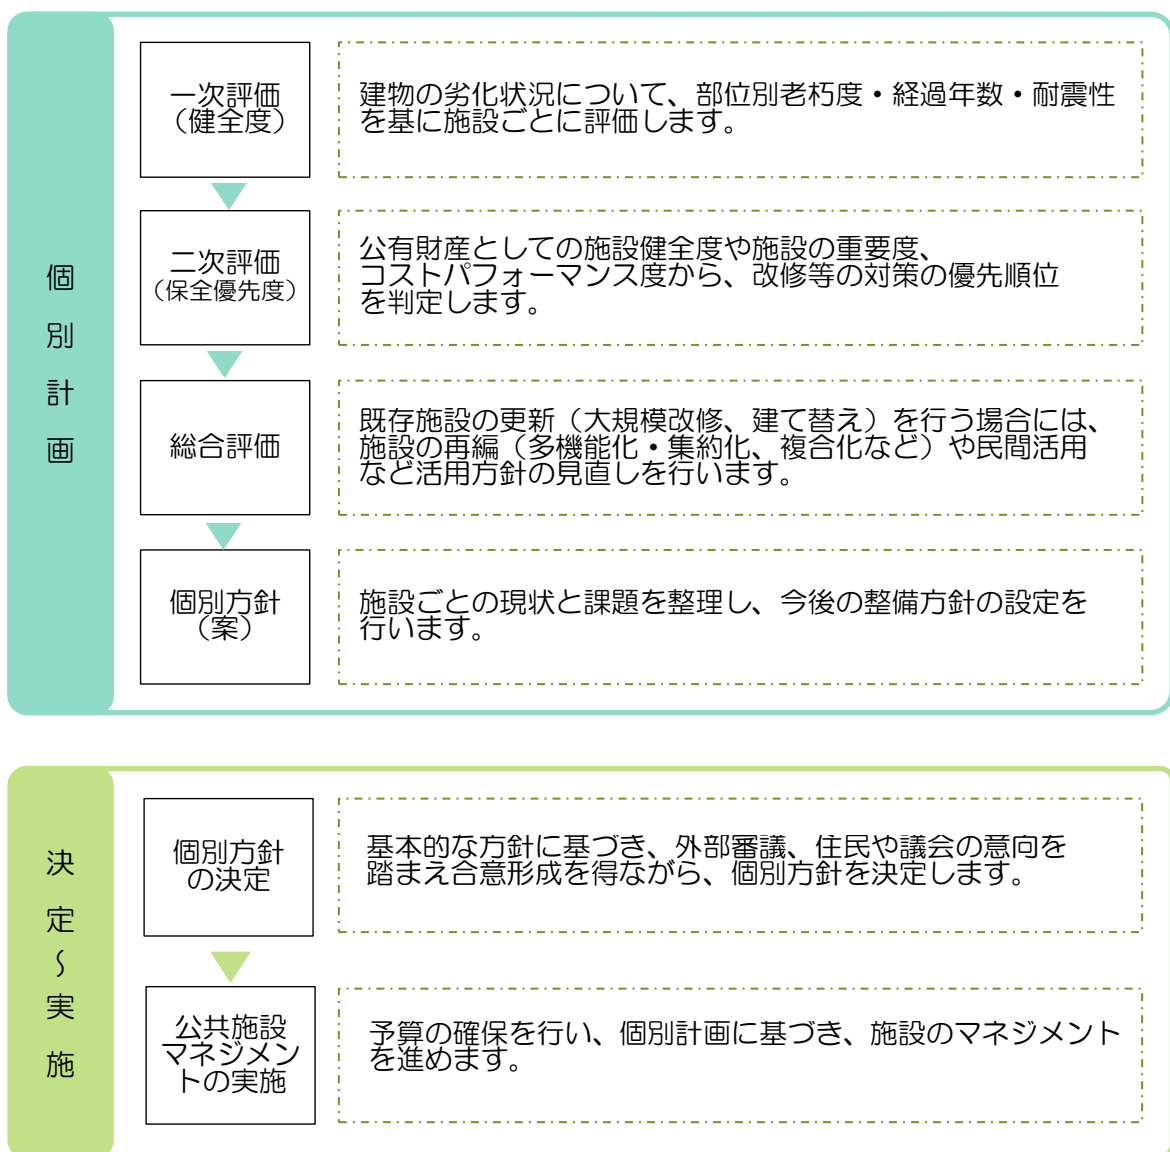 個別計画
一次評価
（健全度）
建物の劣化状況について、部位別老朽度・経過年数・耐震性
を基に施設ごとに評価します。
二次評価
（保全優先度）
公有財産としての施設健全度や施設の重要度、
コストパフォーマンス度から、改修等の対策の優先順位
を判定します。
総合評価
既存施設の更新（大規模改修、建て替え）を行う場合には、
施設の再編（多機能化・集約化、複合化など）や民間活用
など活用方針の見直しを行います。
個別方針
（案）
施設ごとの現状と課題を整理し、今後の整備方針の設定を
行います。
決定～実施
個別方針
の決定
基本的な方針に基づき、外部審議、住民や議会の意向を
踏まえ合意形成を得ながら、個別方針を決定します。
公共施設
マネジメン
トの実施
予算の確保を行い、個別計画に基づき、施設のマネジメント
を進めます。